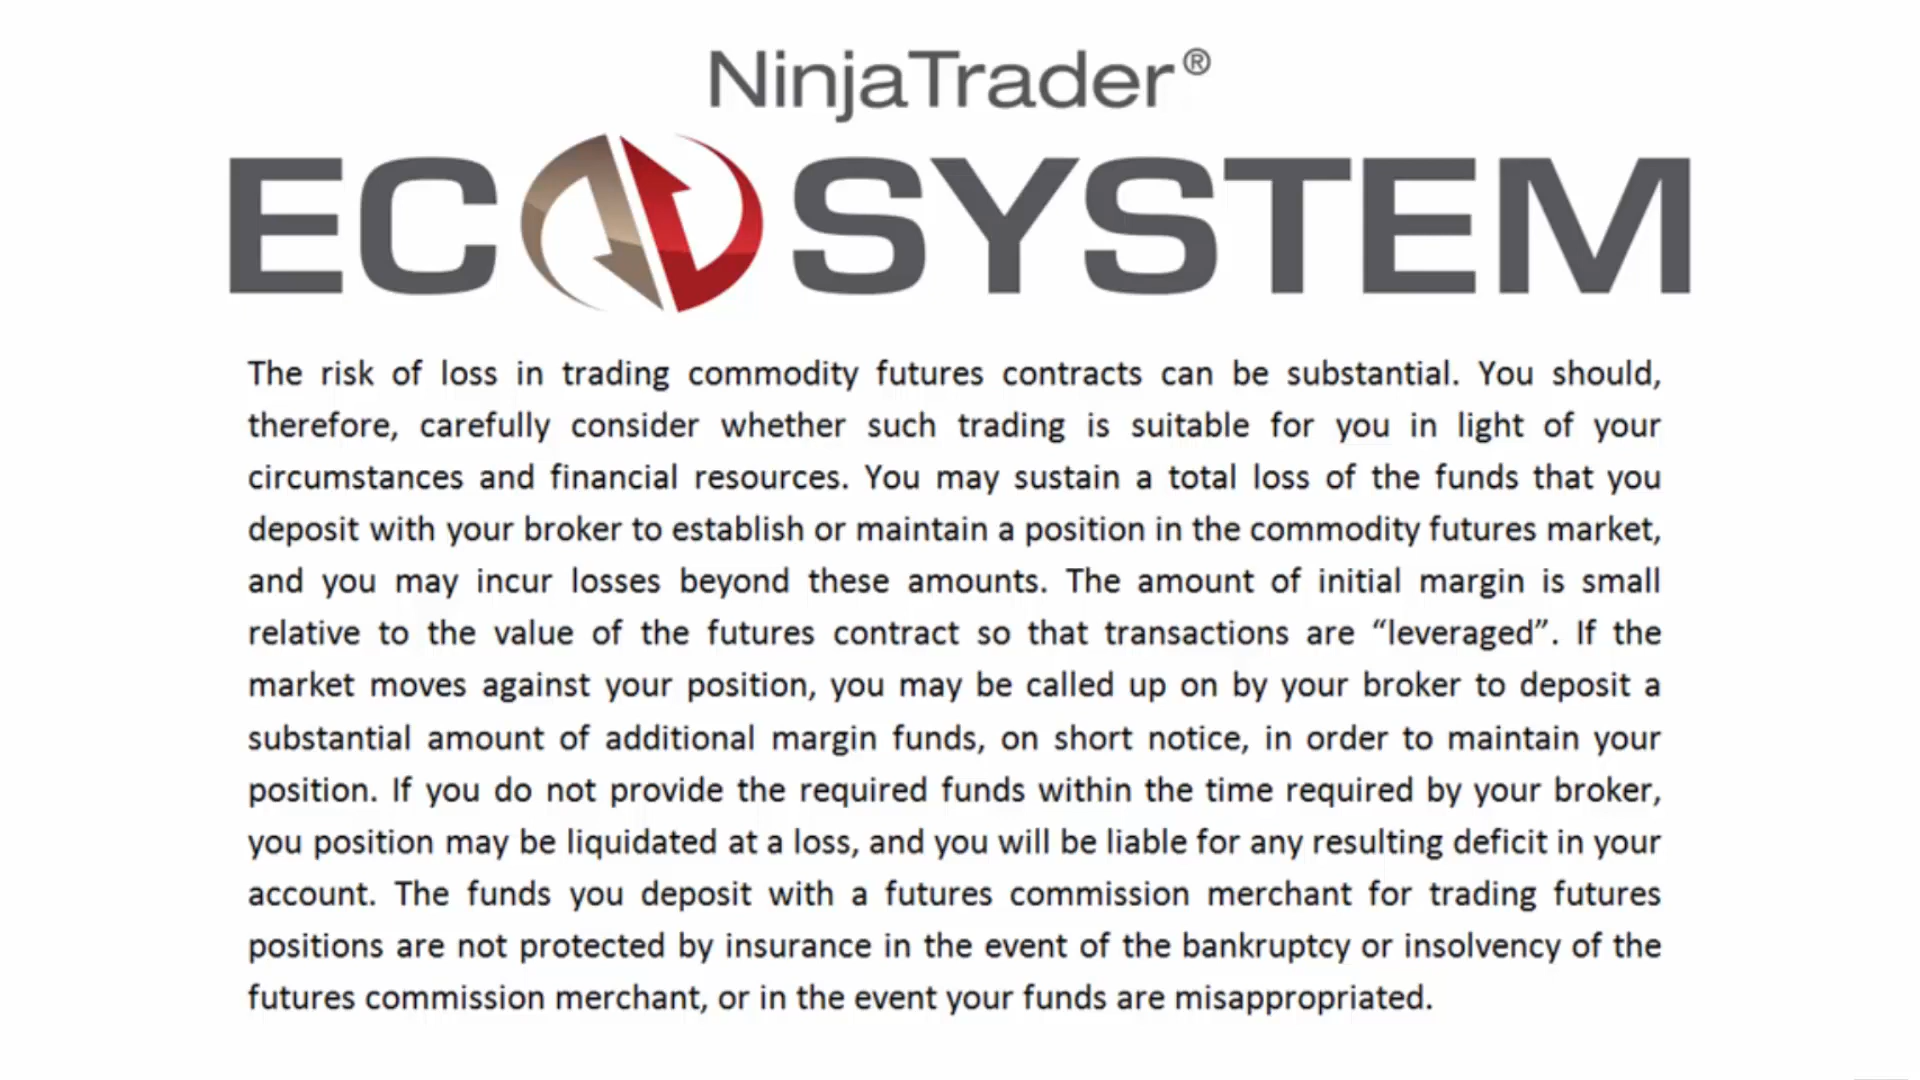 NinjaTrader®
ECOSYSTEM
The risk of loss in trading commodity futures contracts can be substantial. You should,
therefore, carefully consider whether such trading is suitable for you in light of your
circumstances and financial resources. You may sustain a total loss of the funds that you
deposit with your broker to establish or maintain a position in the commodity futures market,
and you may incur losses beyond these amounts. The amount of initial margin is small
relative to the value of the futures contract so that transactions are “leveraged”. If the
market moves against your position, you may be called up on by your broker to deposit a
substantial amount of additional margin funds, on short notice, in order to maintain your
position. If you do not provide the required funds within the time required by your broker,
you position may be liquidated at a loss, and you will be liable for any resulting deficit in your
account. The funds you deposit with a futures commission merchant for trading futures
positions are not protected by insurance in the event of the bankruptcy or insolvency of the
futures commission merchant, or in the event your funds are misappropriated.